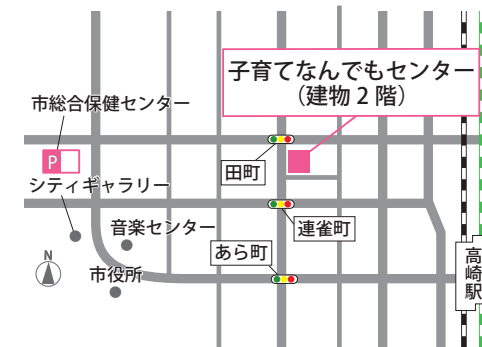 子育てなんでもセンター
（建物 2 階）
市総合保健センター
P
田町
シティギャラリー
連雀町
音楽センター
あら町
N
市役所
高崎駅